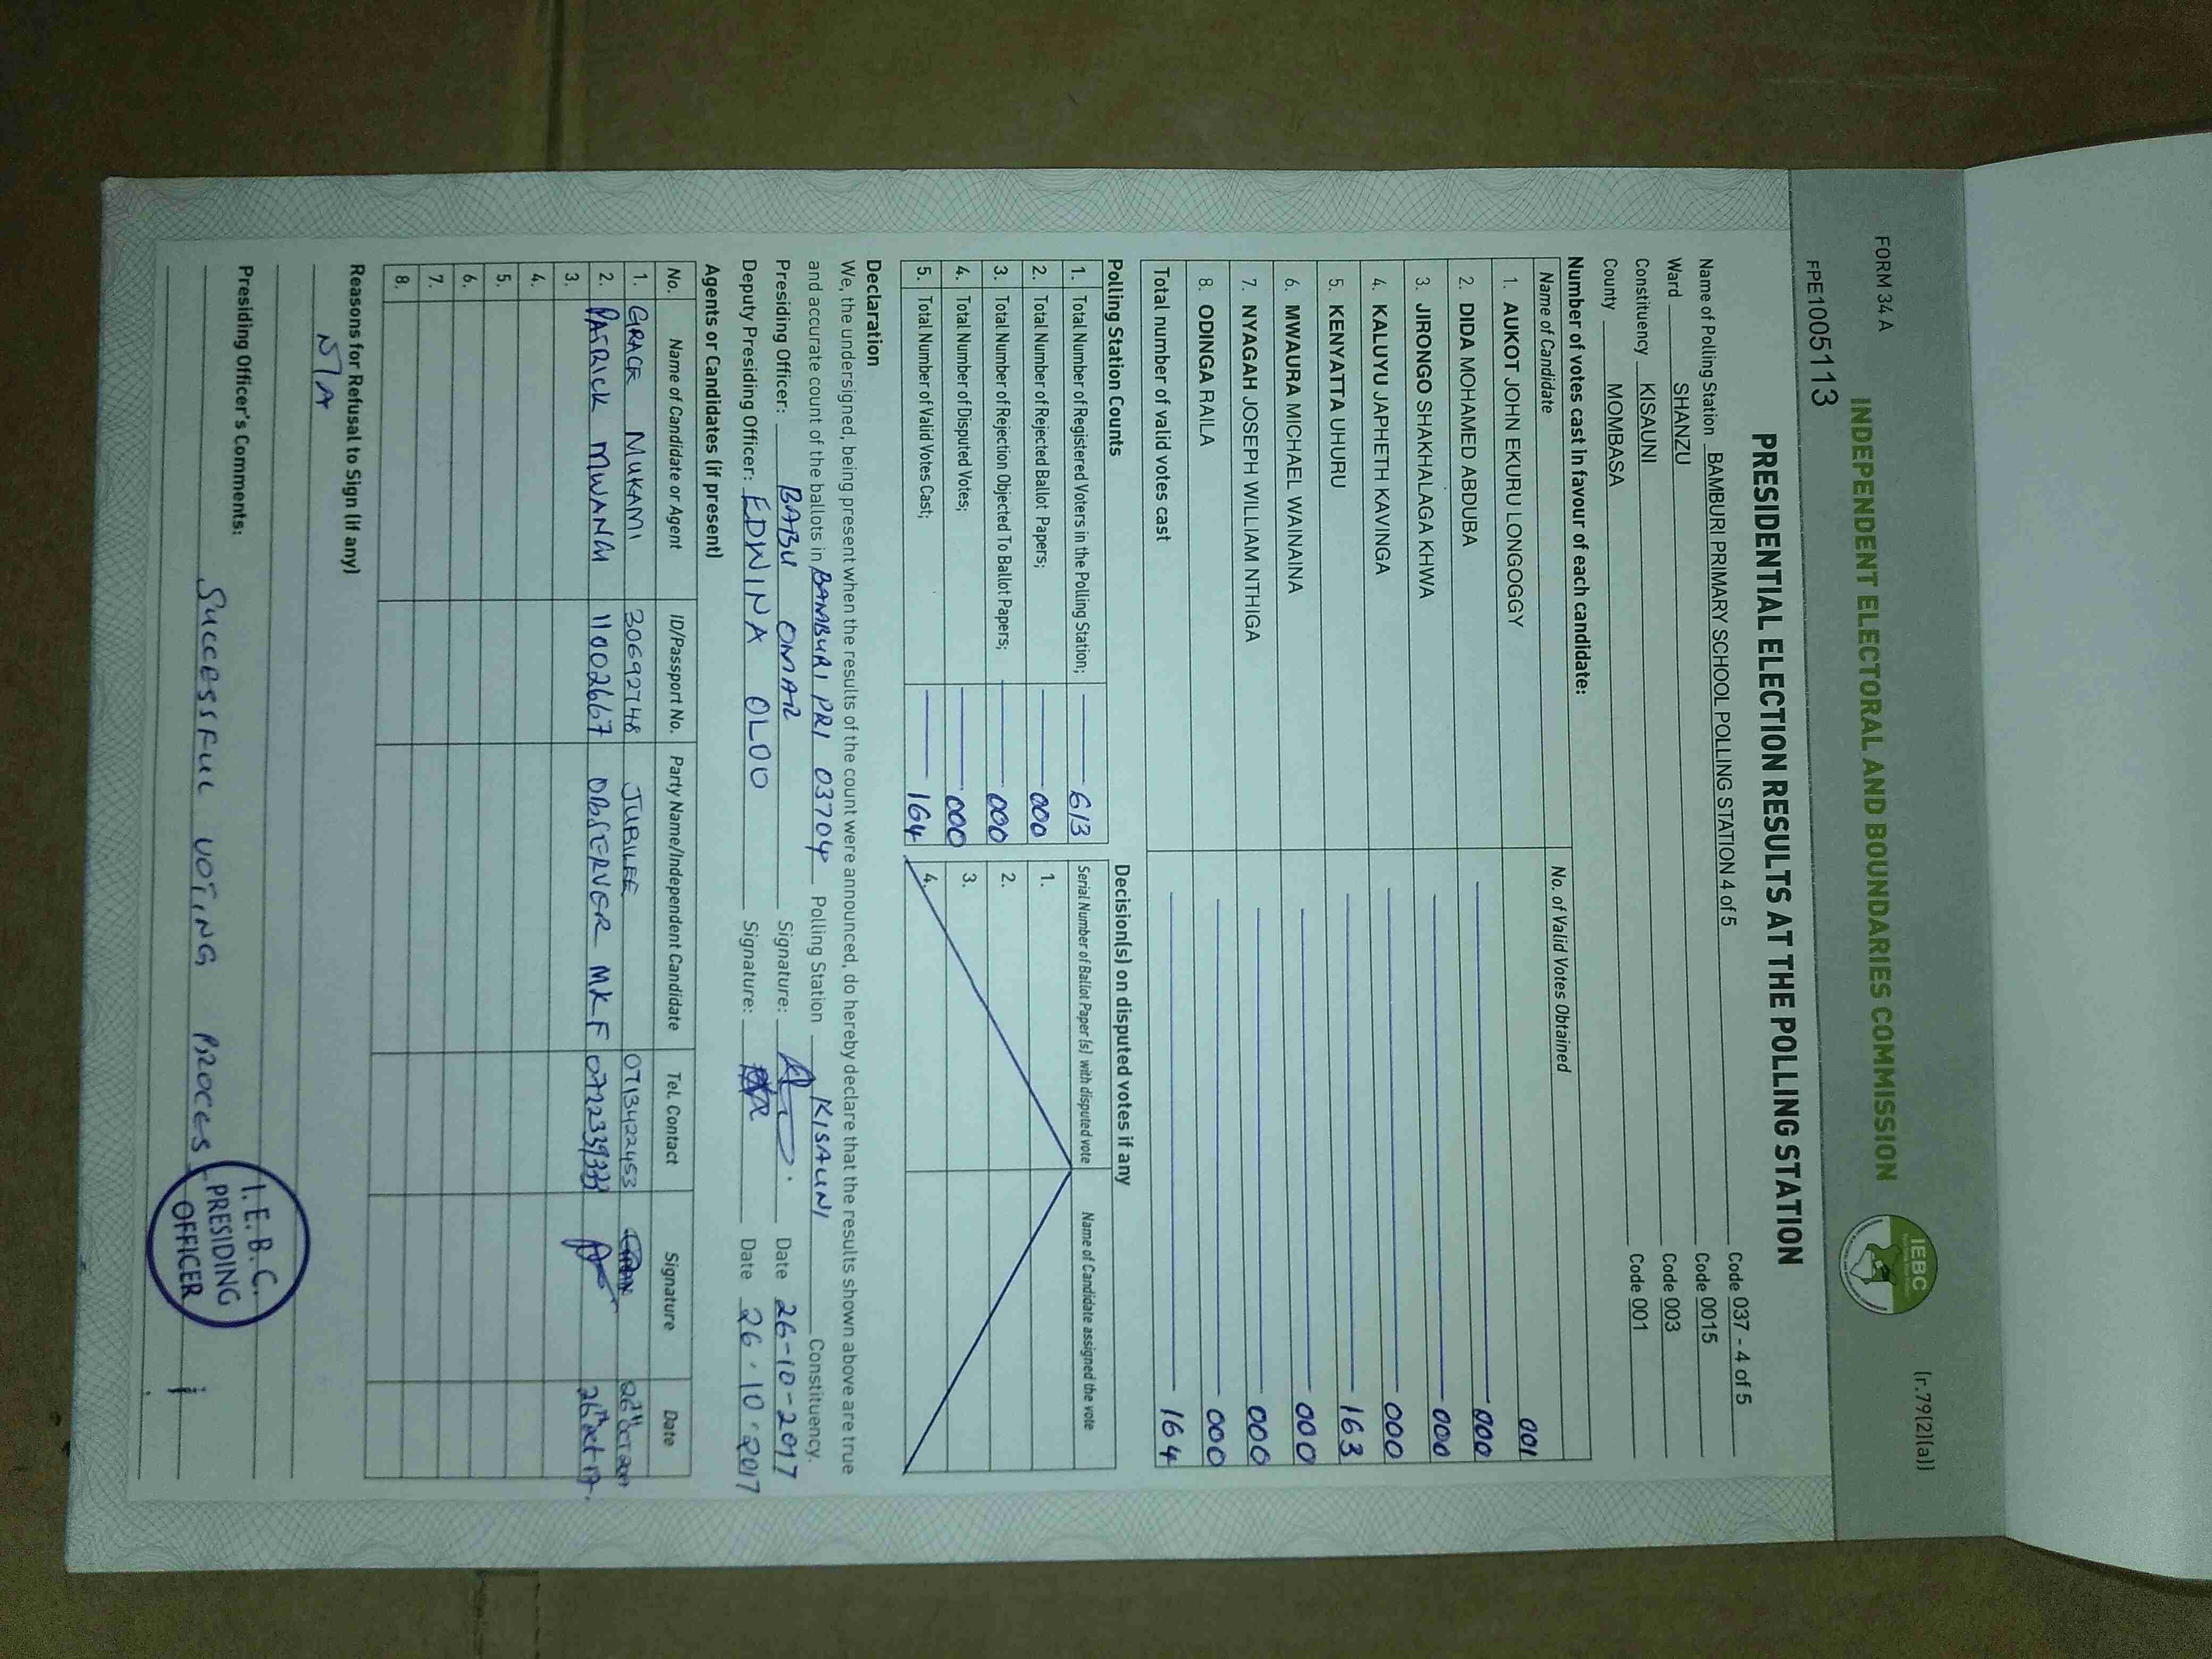 FORM 34 A
(r.79(2)(a))
INDEPENDENT ELECTORAL AND BOUNDARIES COMMISSION
IEBC
FPE1005113
PRESIDENTIAL ELECTION RESULTS AT THE POLLING STATION
Name of Polling Station BAMBURI PRIMARY SCHOOL POLLING STATION 4 of 5 Code 037 - 4 of 5
Ward SHANZU Code 0015
Constituency KISAUNI Code 003
County MOMBASA Code 001
Number of votes cast in favour of each candidate:
Name of Candidate No. of Valid Votes Obtained
1. AUKOT JOHN EKURU LONGOGGY 001
2. DIDA MOHAMED ABDUBA 000
3. JIRONGO SHAKHALAGA KHWA 000
4. KALUYU JAPHETH KAVINGA 000
5. KENYATTA UHURU 163
6. MWAURA MICHAEL WAINAINA 000
7. NYAGAH JOSEPH WILLIAM NTHIGA 000
8. ODINGA RAILA 000
Total number of valid votes cast 164
Polling Station Counts Decision(s) on disputed votes if any
1. Total Number of Registered Voters in the Polling Station; 613 Serial Number of Ballot Paper (s) with disputed vote Name of Candidate assigned the vote
2. Total Number of Rejected Ballot Papers; 000 1.
3. Total Number of Rejection Objected To Ballot Papers; 000 2.
4. Total Number of Disputed Votes; 000 3.
5. Total Number of Valid Votes Cast; 164 4.
Declaration
We, the undersigned, being present when the results of the count were announced, do hereby declare that the results shown above are true
and accurate count of the ballots in BAMBURI PRI 03704 Polling Station KISAUNI Constituency.
Presiding Officer: BABU OMAR Signature: Date 26-10-2017
Deputy Presiding Officer: EDWINA OLOO Signature: Date 26.10.2017
Agents or Candidates (if present)
No. Name of Candidate or Agent ID/Passport No. Party Name/Independent Candidate Tel. Contact Signature Date
1. GRACE MUKAMI 30692748 JUBILEE 0713422453 26TH OCT 2017
2. PATRICK MWANGI 11002667 OBSERVER MKF 26th oct 17.
3.
4.
5.
6.
7.
8.
Reasons for Refusal to Sign (if any)
N/A
Presiding Officer's Comments:
Successful voting Process
I. E. B. C.
PRESIDING
OFFICER